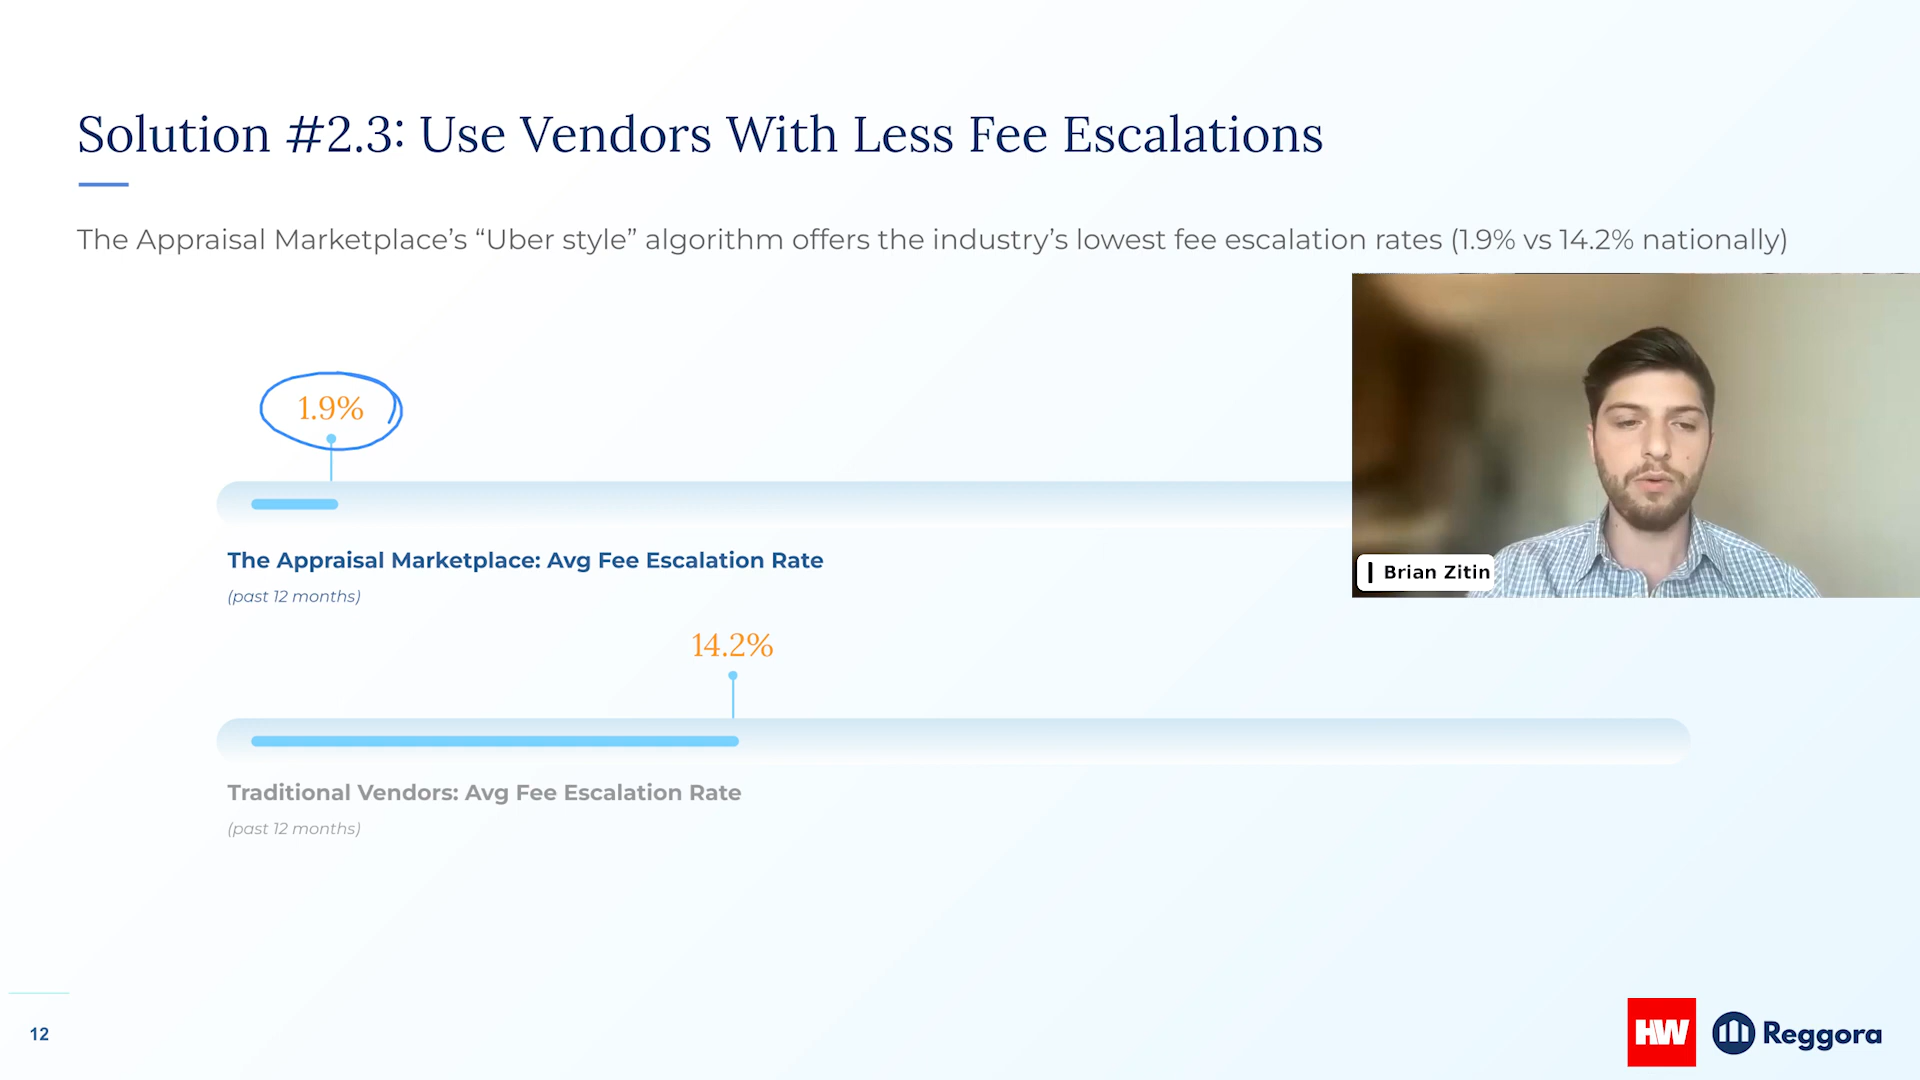 Solution #2.3: Use Vendors With Less Fee Escalations
The Appraisal Marketplace’s “Uber style” algorithm offers the industry’s lowest fee escalation rates (1.9% vs 14.2% nationally)
1.9%
The Appraisal Marketplace: Avg Fee Escalation Rate
(past 12 months)
Brian Zitin
14.2%
Traditional Vendors: Avg Fee Escalation Rate
(past 12 months)
12
HW
Reggora